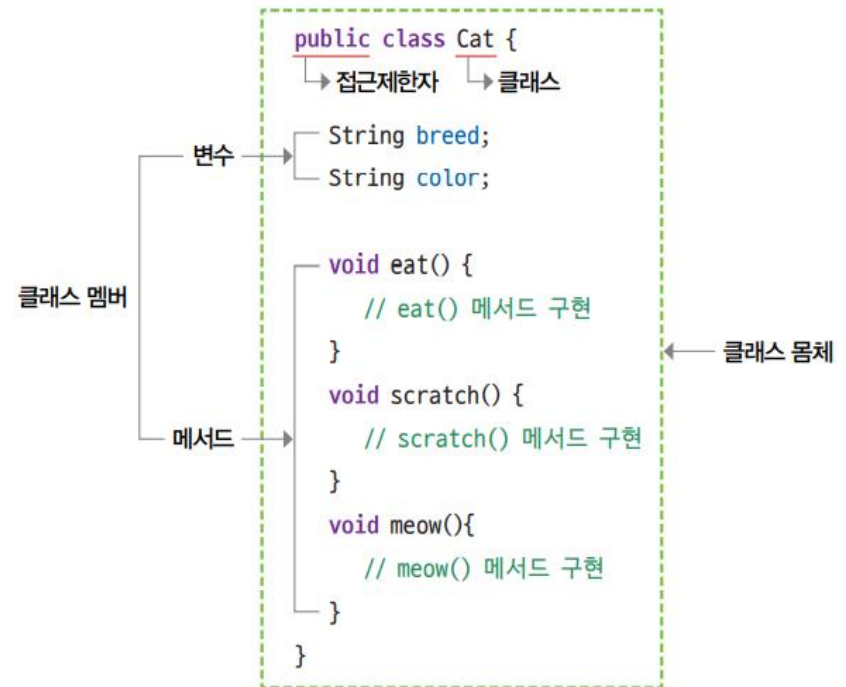 public class Cat {
접근제한자 클래스
변수
String breed;
String color;
클래스 멤버
void eat() {
// eat() 메서드 구현
}
클래스 몸체
void scratch() {
메서드
// scratch() 메서드 구현
}
void meow(){
// meow() 메서드 구현
}
}